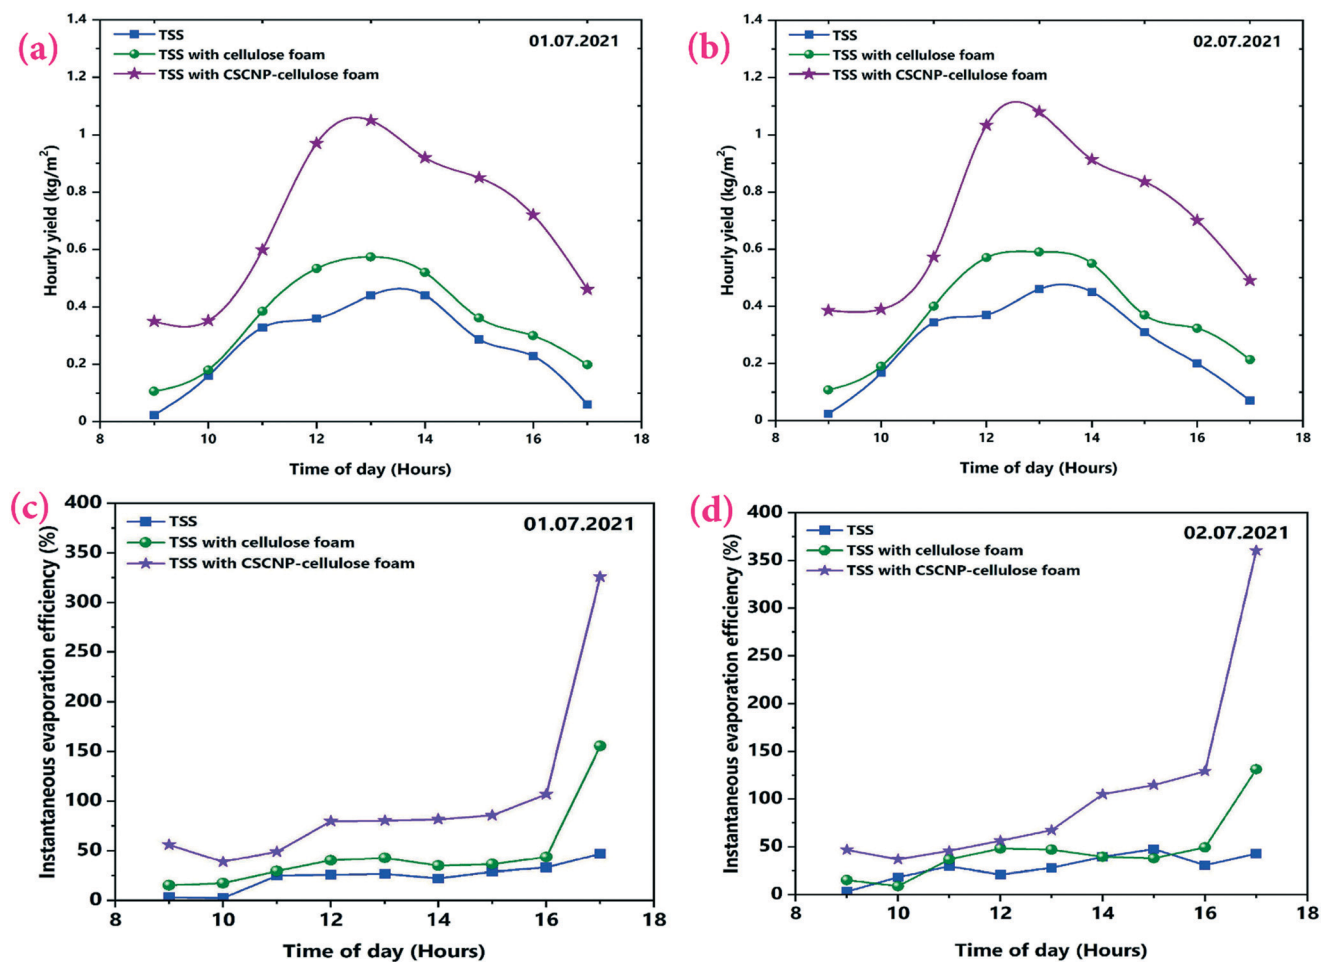 (a)
1.4
1.2
1
0.8
0.6
0.4
0.2
0
Hourly yield (kg/m²)
TSS
TSS with cellulose foam
TSS with CSCNP-cellulose foam
01.07.2021
8 10 12 14 16 18
Time of day (Hours)
(b)
1.4
1.2
1
0.8
0.6
0.4
0.2
0
Hourly yield (kg/m²)
TSS
TSS with cellulose foam
TSS with CSCNP-cellulose foam
02.07.2021
8 10 12 14 16 18
Time of day (Hours)
(c)
400
350
300
250
200
150
100
50
0
Instantaneous evaporation efficiency (%)
TSS
TSS with cellulose foam
TSS with CSCNP-cellulose foam
01.07.2021
8 10 12 14 16 18
Time of day (Hours)
(d)
400
350
300
250
200
150
100
50
0
Instantaneous evaporation efficiency (%)
TSS
TSS with cellulose foam
TSS with CSCNP-cellulose foam
02.07.2021
8 10 12 14 16 18
Time of day (Hours)